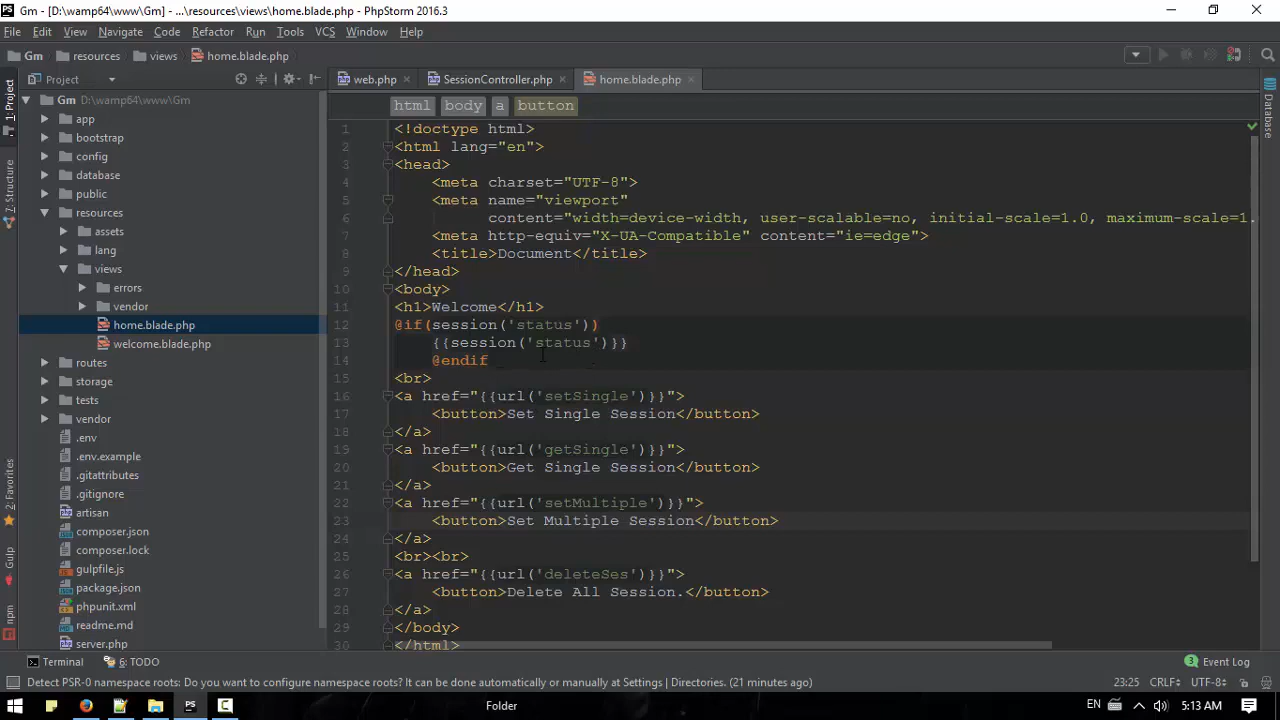 Gm - [D:\wamp64\www\Gm] - ...\resources\views\home.blade.php - PhpStorm 2016.3
File Edit View Navigate Code Refactor Run Tools VCS Window Help
Gm resources views home.blade.php
Project
web.php SessionController.php home.blade.php
html body a button
Gm D:\wamp64\www\Gm
app
bootstrap
config
database
public
resources
assets
lang
views
errors
vendor
home.blade.php
welcome.blade.php
routes
storage
tests
vendor
.env
.env.example
.gitattributes
.gitignore
artisan
composer.json
composer.lock
gulpfile.js
package.json
phpunit.xml
readme.md
server.php
1: Project
7: Structure
2: Favorites
Gulp
npm
Database
1 <!doctype html>
2 <html lang="en">
3 <head>
4 <meta charset="UTF-8">
5 <meta name="viewport"
6 content="width=device-width, user-scalable=no, initial-scale=1.0, maximum-scale=1.
7 <meta http-equiv="X-UA-Compatible" content="ie=edge">
8 <title>Document</title>
9 </head>
10 <body>
11 <h1>Welcome</h1>
12 @if(session('status'))
13 {{session('status')}}
14 @endif
15 <br>
16 <a href="{{url('setSingle')}}">
17 <button>Set Single Session</button>
18 </a>
19 <a href="{{url('getSingle')}}">
20 <button>Get Single Session</button>
21 </a>
22 <a href="{{url('setMultiple')}}">
23 <button>Set Multiple Session</button>
24 </a>
25 <br><br>
26 <a href="{{url('deleteSes')}}">
27 <button>Delete All Session.</button>
28 </a>
29 </body>
30 </html>
Terminal 6: TODO
3 Event Log
Detect PSR-0 namespace roots: Do you want to configure namespace roots? It can be done automatically or manually at Settings | Directories. (21 minutes ago)
23:25 CRLF÷ UTF-8÷
Folder
EN 5:13 AM